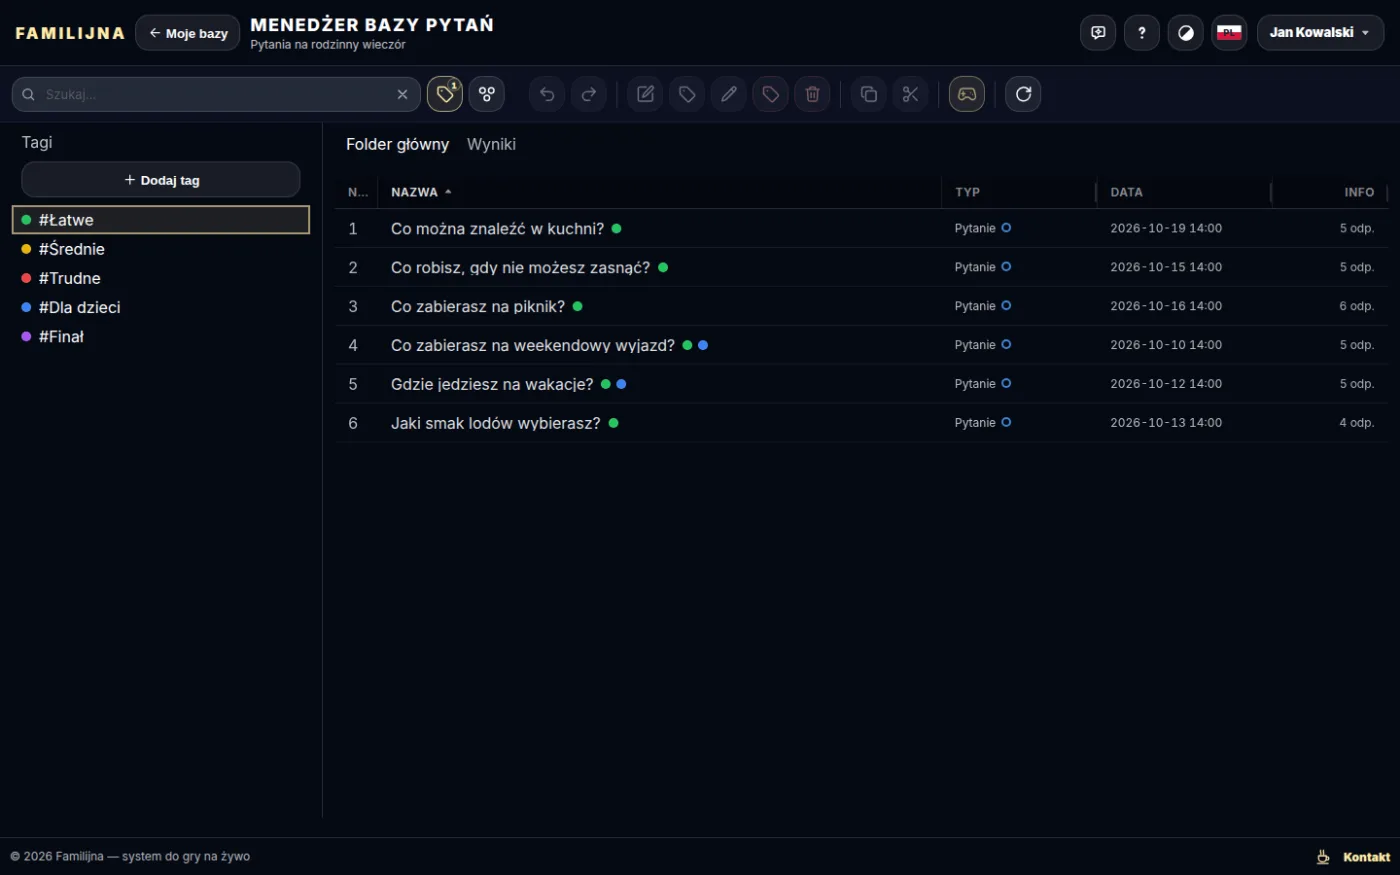 FAMILIJNA
← Moje bazy
MENEDŻER BAZY PYTAŃ
Pytania na rodzinny wieczór
?
PL
Jan Kowalski
Szukaj...
1
Tagi
+ Dodaj tag
#Łatwe
#Średnie
#Trudne
#Dla dzieci
#Finał
Folder główny Wyniki
N... NAZWA TYP DATA INFO
1 Co można znaleźć w kuchni? Pytanie 2026-10-19 14:00 5 odp.
2 Co robisz, gdy nie możesz zasnąć? Pytanie 2026-10-15 14:00 5 odp.
3 Co zabierasz na piknik? Pytanie 2026-10-16 14:00 6 odp.
4 Co zabierasz na weekendowy wyjazd? Pytanie 2026-10-10 14:00 5 odp.
5 Gdzie jedziesz na wakacje? Pytanie 2026-10-12 14:00 5 odp.
6 Jaki smak lodów wybierasz? Pytanie 2026-10-13 14:00 4 odp.
© 2026 Familijna — system do gry na żywo
Kontakt